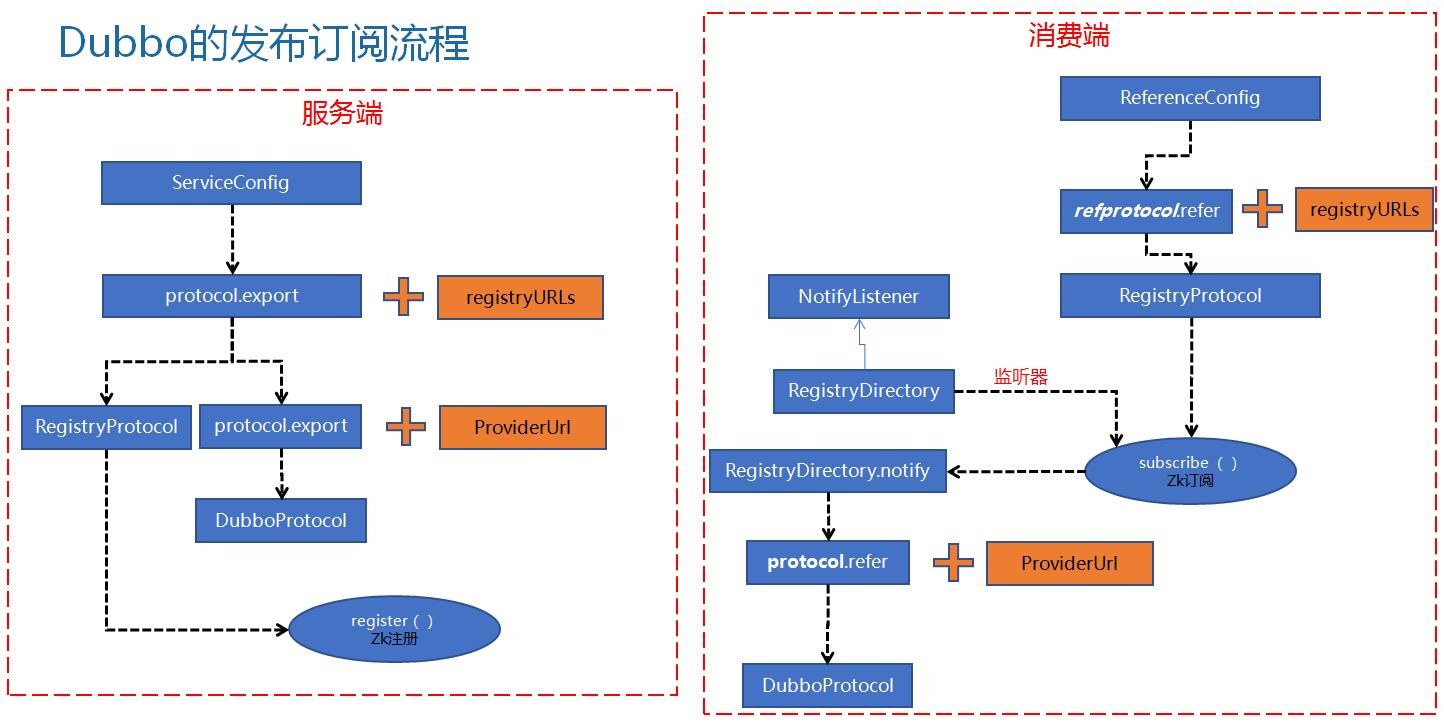 Dubbo的发布订阅流程
服务端
ServiceConfig
protocol.export
registryURLs
RegistryProtocol
protocol.export
ProviderUrl
DubboProtocol
register（）
Zk注册
消费端
ReferenceConfig
refprotocol.refer
registryURLs
RegistryProtocol
NotifyListener
RegistryDirectory
监听器
subscribe（）
Zk订阅
RegistryDirectory.notify
protocol.refer
ProviderUrl
DubboProtocol